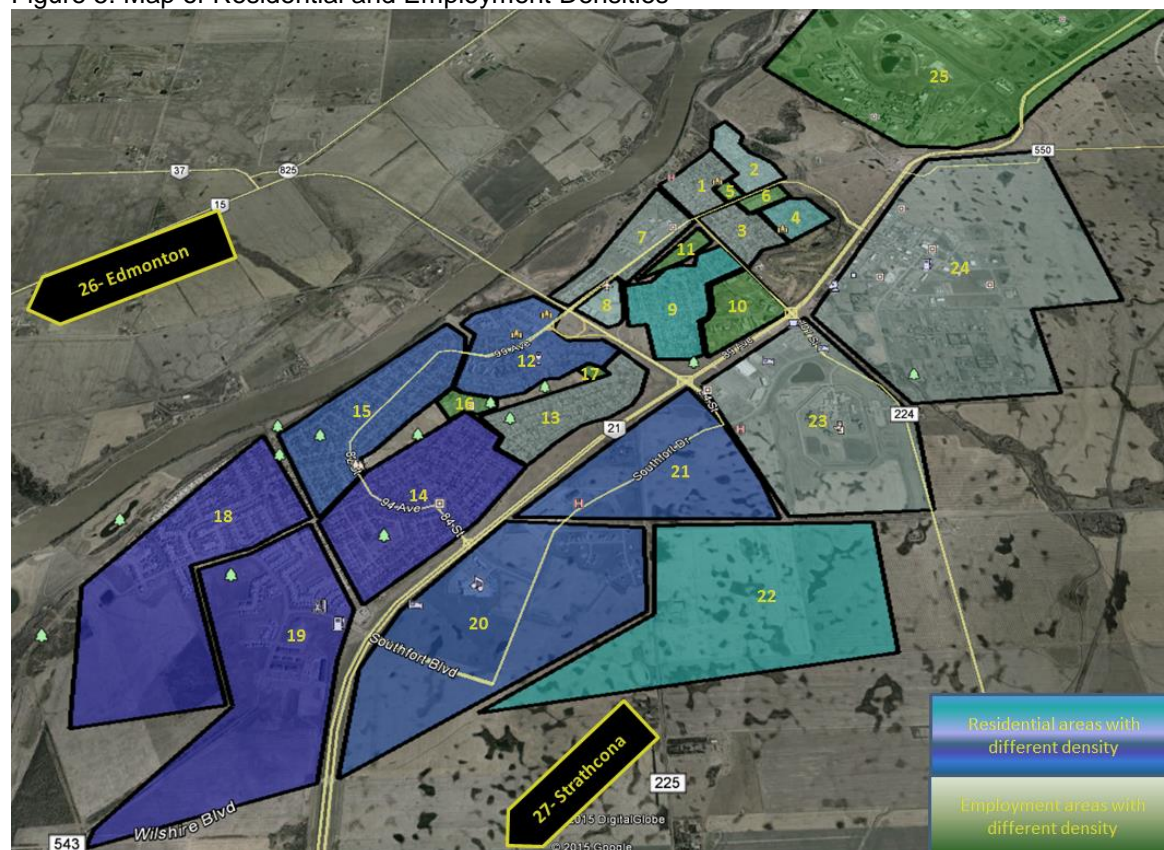 Figure 3: Map of Residential and Employment Densities
25
37
825
15
550
26- Edmonton
1
2
5
6
4
7
3
11
24
8
9
10
99 Ave
12
89 Ave
17
16
13
15
21
224
23
Southfort Dr
21
94 Ave
14
84 St
18
22
19
20
Southfort Blvd
Residential areas with
different density
27- Strathcona
225
Employment areas with
different density
Wilshire Blvd
2015 DigitalGlobe
543
© 2015 Google